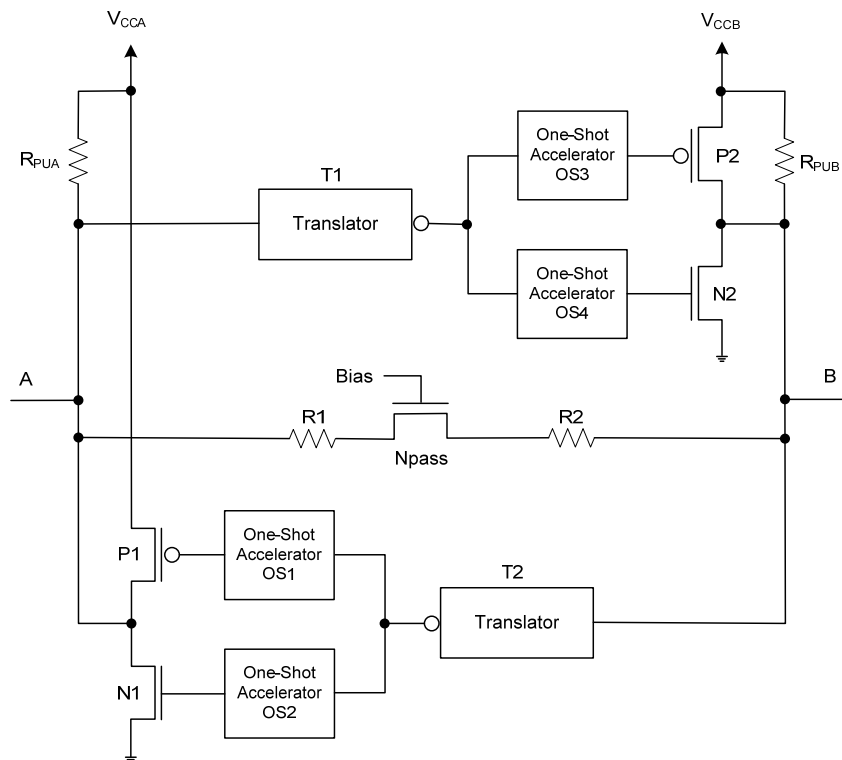 VCCA
VCCB
RPUA
T1
Translator
One-Shot
Accelerator
OS3
P2
RPUB
One-Shot
Accelerator
OS4
N2
A
Bias
B
R1
R2
Npass
P1
One-Shot
Accelerator
OS1
T2
Translator
N1
One-Shot
Accelerator
OS2